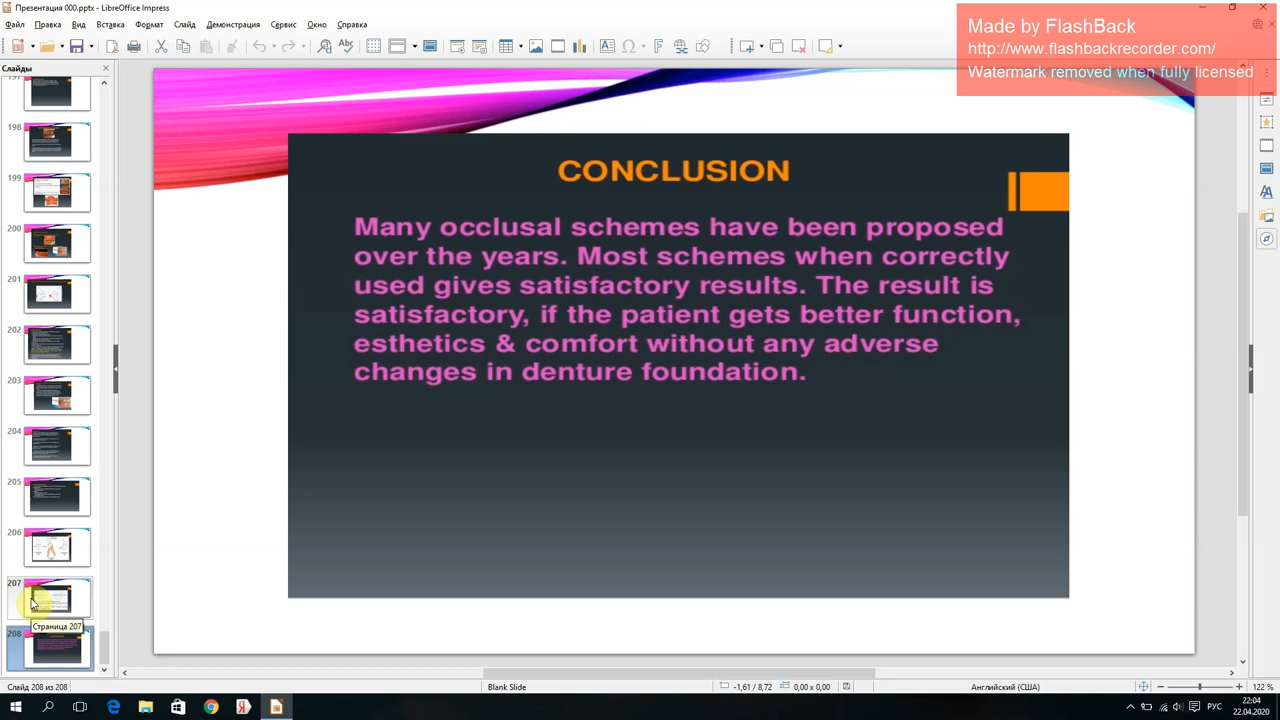 Презентация 000.pptx - LibreOffice Impress
Файл Правка Вид Вставка Формат Слайд Демонстрация Сервис Окно Справка
Made by FlashBack
http://www.flashbackrecorder.com/
Watermark removed when fully licensed
Слайды
197
198
199
200
201
202
203
204
205
206
207
Страница 207
208
CONCLUSION
Many occlusal schemes have been proposed
over the years. Most schemes when correctly
used gives satisfactory results. The result is
satisfactory, if the patient gets better function,
esthetics & comfort without any adverse
changes in denture foundation.
Слайд 208 из 208
Blank Slide
-1,61 / 8,72
0,00 x 0,00
Английский (США)
122 %
РУС
22:04
22.04.2020